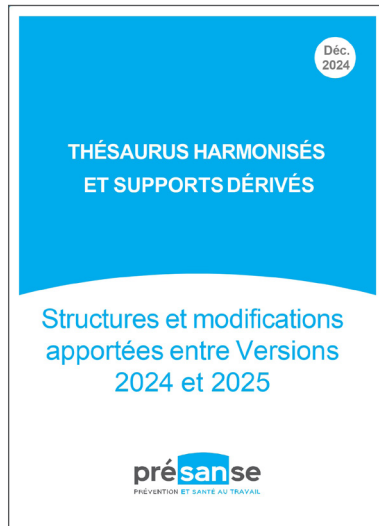 Déc.
2024
THÉSAURUS HARMONISÉS
ET SUPPORTS DÉRIVÉS
Structures et modifications
apportées entre Versions
2024 et 2025
présanse
PRÉVENTION ET SANTÉ AU TRAVAIL